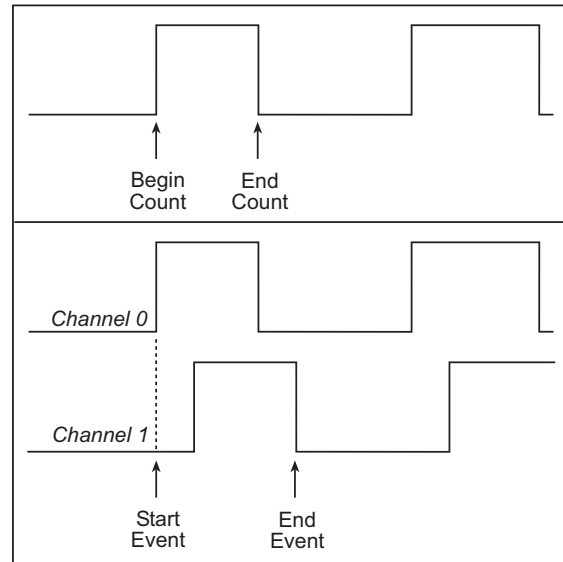 Begin End
Count Count
Channel 0
Channel 1
Start End
Event Event